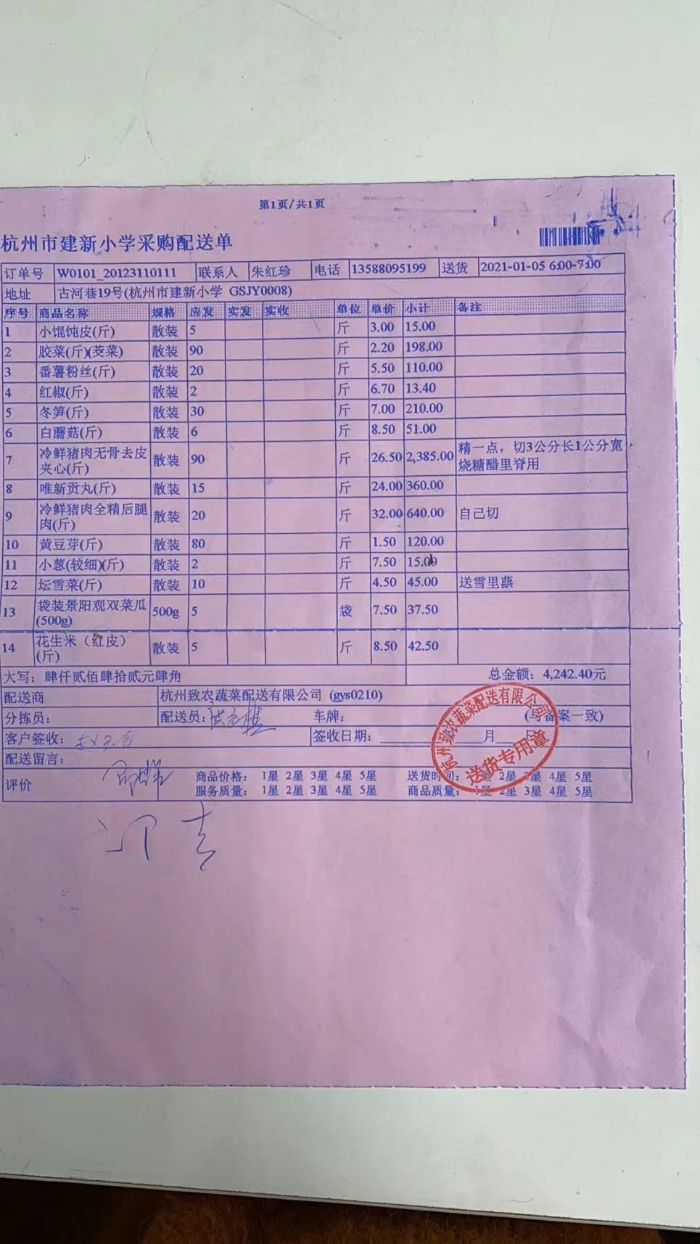 第1页/共1页
杭州市建新小学采购配送单
订单号 W0101_20123110111 联系人 朱红珍 电话 13588095199 送货 2021-01-05 6:00-7:00
地址 古河巷19号(杭州市建新小学 GSJY0008)
序号 商品名称 规格 应发 实发 实收 单位 单价 小计 备注
1 小馄饨皮(斤) 散装 5 斤 3.00 15.00
2 胶菜(斤)(茭菜) 散装 90 斤 2.20 198.00
3 番薯粉丝(斤) 散装 20 斤 5.50 110.00
4 红椒(斤) 散装 2 斤 6.70 13.40
5 冬笋(斤) 散装 30 斤 7.00 210.00
6 白蘑菇(斤) 散装 6 斤 8.50 51.00
7 冷鲜猪肉无骨去皮夹心(斤) 散装 90 斤 26.50 2,385.00 精一点，切3公分长1公分宽烧糖醋里脊用
8 唯新贡丸(斤) 散装 15 斤 24.00 360.00
9 冷鲜猪肉全精后腿肉(斤) 散装 20 斤 32.00 640.00 自己切
10 黄豆芽(斤) 散装 80 斤 1.50 120.00
11 小葱(较细)(斤) 散装 2 斤 7.50 15.00
12 坛雪菜(斤) 散装 10 斤 4.50 45.00 送雪里蕻
13 袋装景阳观双菜瓜(500g) 500g 5 袋 7.50 37.50
14 花生米（红皮）(斤) 散装 5 斤 8.50 42.50
大写：肆仟贰佰肆拾贰元肆角 总金额：4,242.40元
配送商 杭州致农蔬菜配送有限公司 (gys0210)
分拣员： 配送员： 车牌： (与备案一致)
客户签收： 签收日期： 月
配送留言：
评价 商品价格： 1星 2星 3星 4星 5星 送货时间： 2星 3星 4星 5星
服务质量： 1星 2星 3星 4星 5星 商品质量： 1星 2星 3星 4星 5星
杭州致农蔬菜配送有限公司
送货专用章